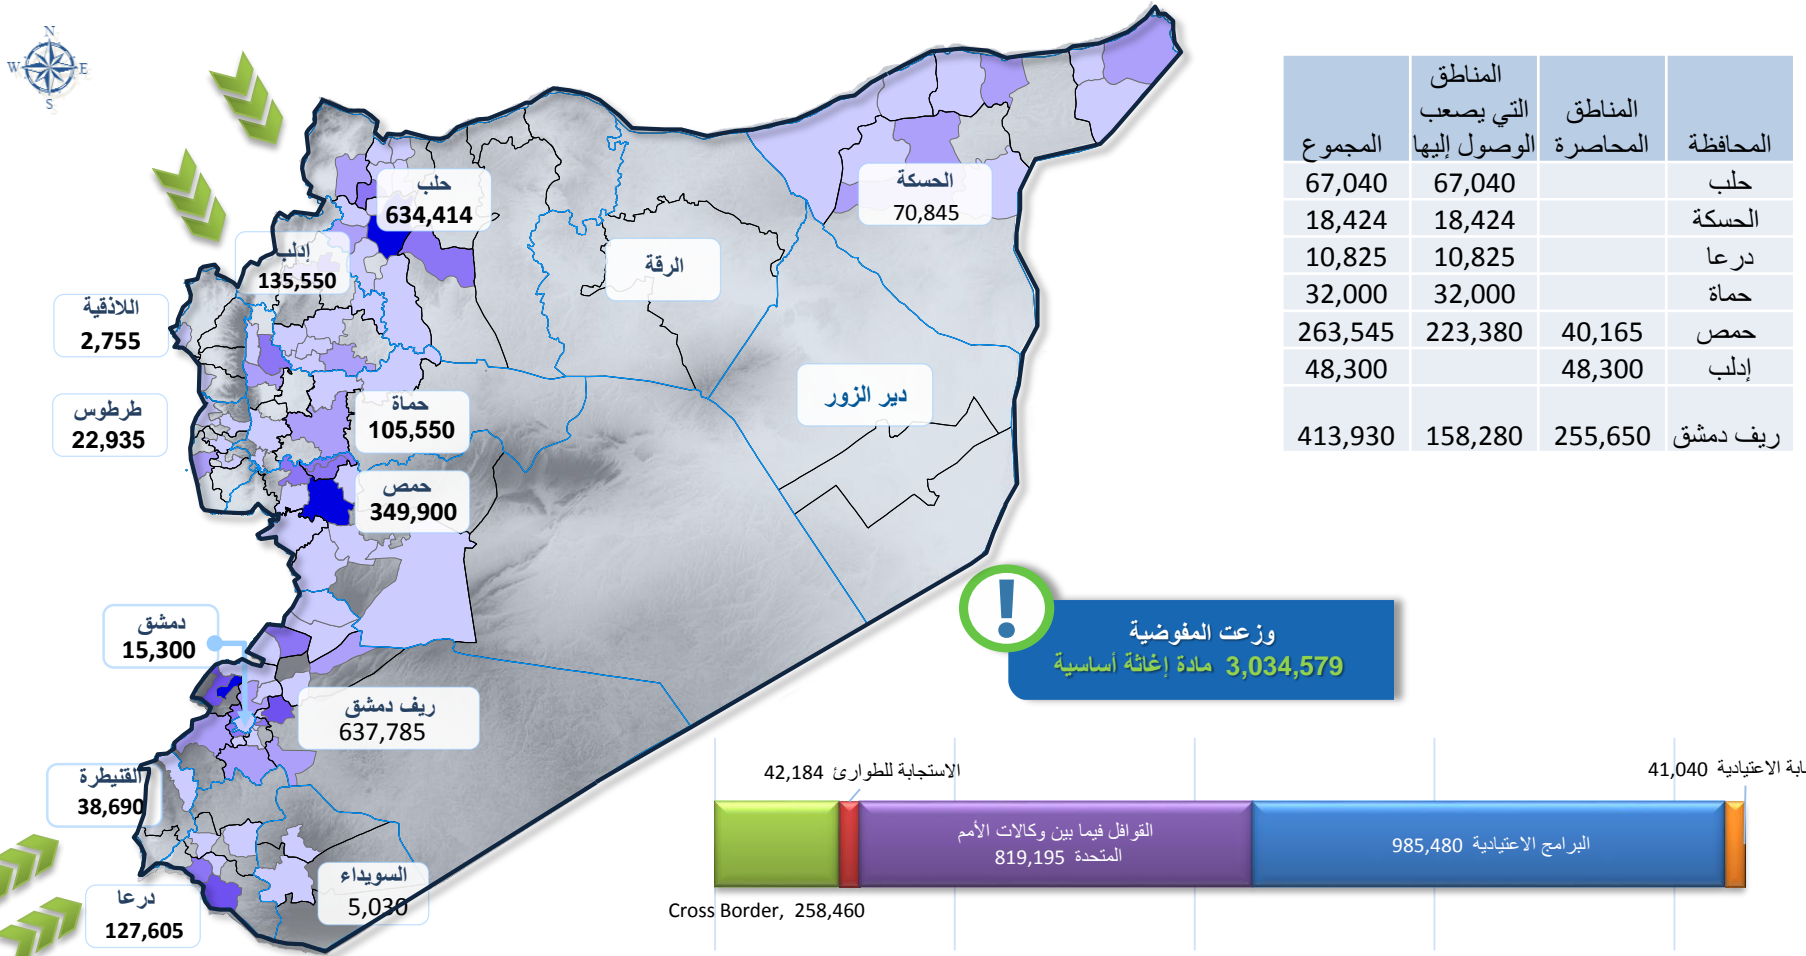 N
W E
S
حلب
634,414
إدلب
135,550
اللاذقية
2,755
طرطوس
22,935
حماة
105,550
حمص
349,900
دمشق
15,300
ريف دمشق
637,785
القنيطرة
38,690
درعا
127,605
السويداء
5,030
الحسكة
70,845
الرقة
دير الزور
المحافظة المناطق المحاصرة المناطق التي يصعب الوصول إليها المجموع
حلب 67,040 67,040
الحسكة 18,424 18,424
درعا 10,825 10,825
حماة 32,000 32,000
حمص 40,165 223,380 263,545
إدلب 48,300 48,300
ريف دمشق 255,650 158,280 413,930
!
وزعت المفوضية
3,034,579 مادة إغاثة أساسية
الاستجابة للطوارئ 42,184
الاعتيادية 41,040
القوافل فيما بين وكالات الأمم
المتحدة 819,195
البرامج الاعتيادية 985,480
Cross Border, 258,460